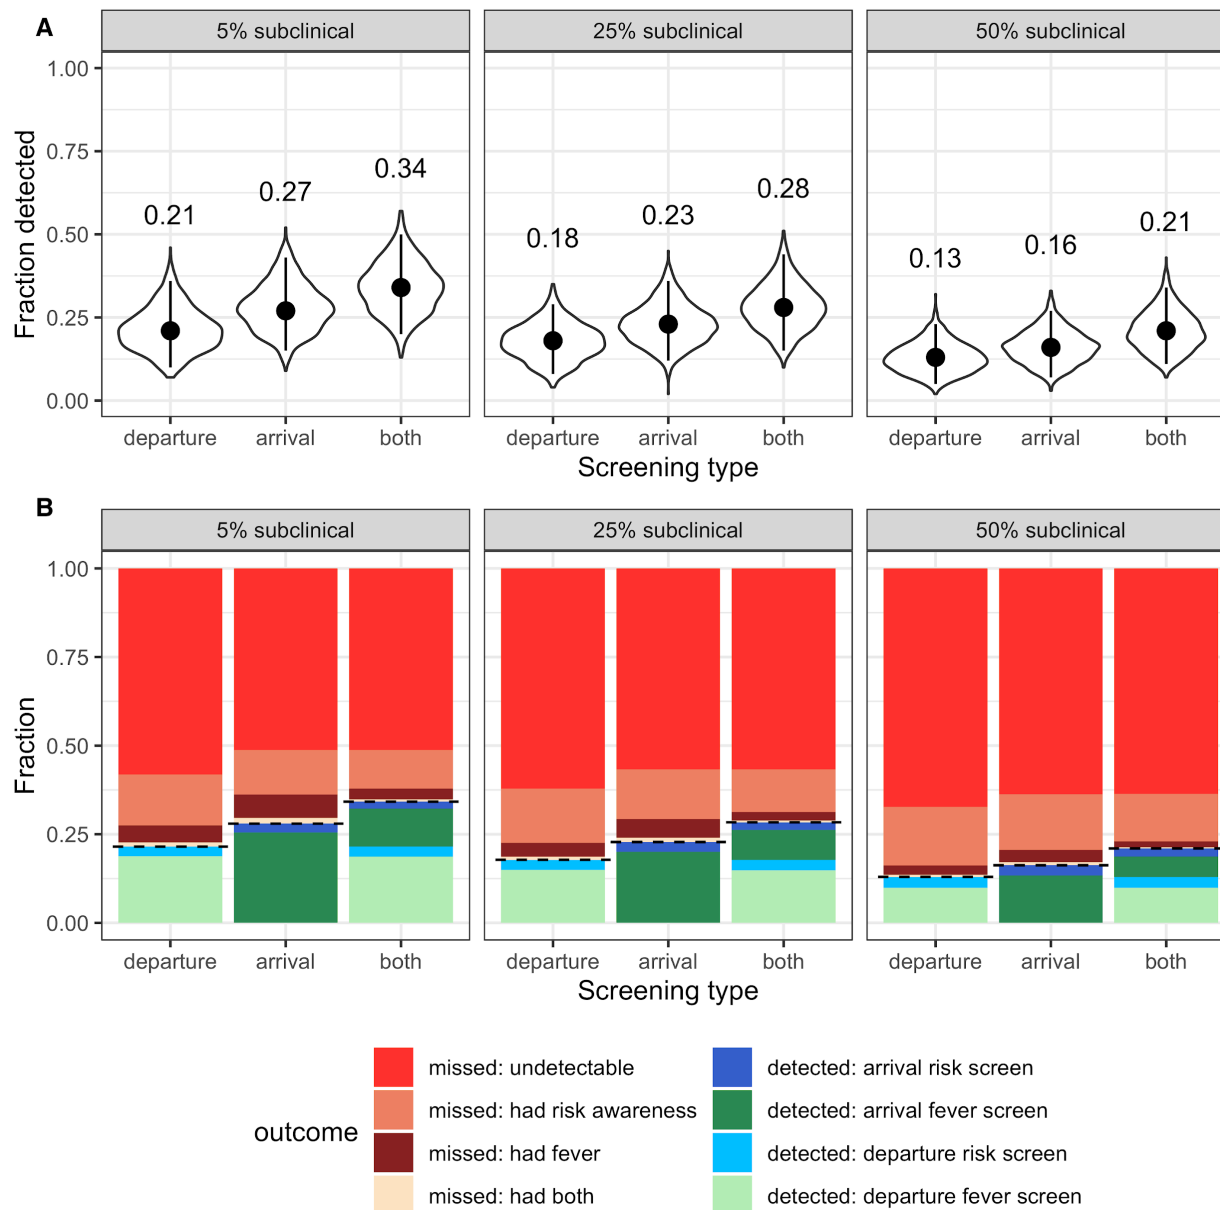 A
5% subclinical 25% subclinical 50% subclinical
1.00
0.75
0.50
0.25
0.00
Fraction detected
0.21 0.27 0.34
0.18 0.23 0.28
0.13 0.16 0.21
departure arrival both departure arrival both departure arrival both
Screening type
B
5% subclinical 25% subclinical 50% subclinical
1.00
0.75
0.50
0.25
0.00
Fraction
departure arrival both departure arrival both departure arrival both
Screening type
outcome
missed: undetectable
missed: had risk awareness
missed: had fever
missed: had both
detected: arrival risk screen
detected: arrival fever screen
detected: departure risk screen
detected: departure fever screen